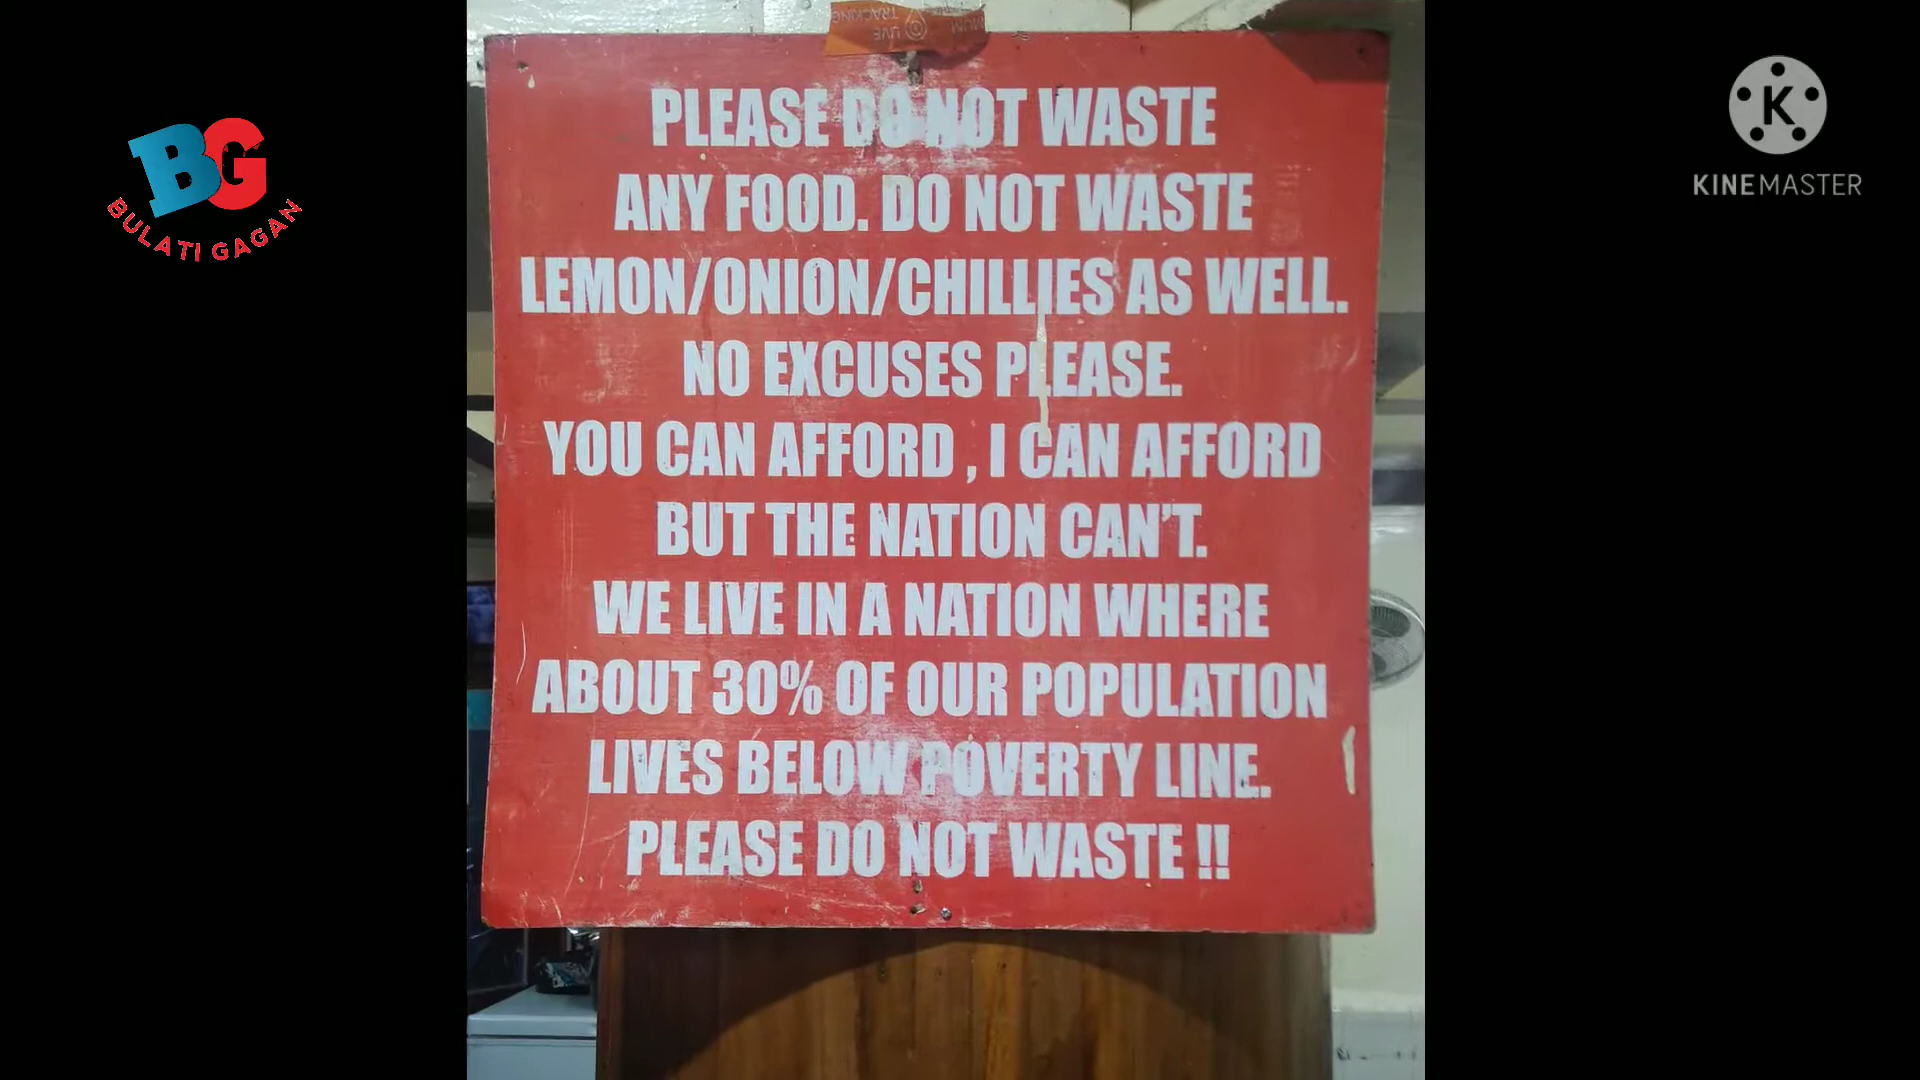 PLEASE DO NOT WASTE
ANY FOOD. DO NOT WASTE
LEMON/ONION/CHILLIES AS WELL.
NO EXCUSES PLEASE.
YOU CAN AFFORD , I CAN AFFORD
BUT THE NATION CAN'T.
WE LIVE IN A NATION WHERE
ABOUT 30% OF OUR POPULATION
LIVES BELOW POVERTY LINE.
PLEASE DO NOT WASTE !!
BG
BULATI GAGAN
K
KINEMASTER
LIVE
TRACKING